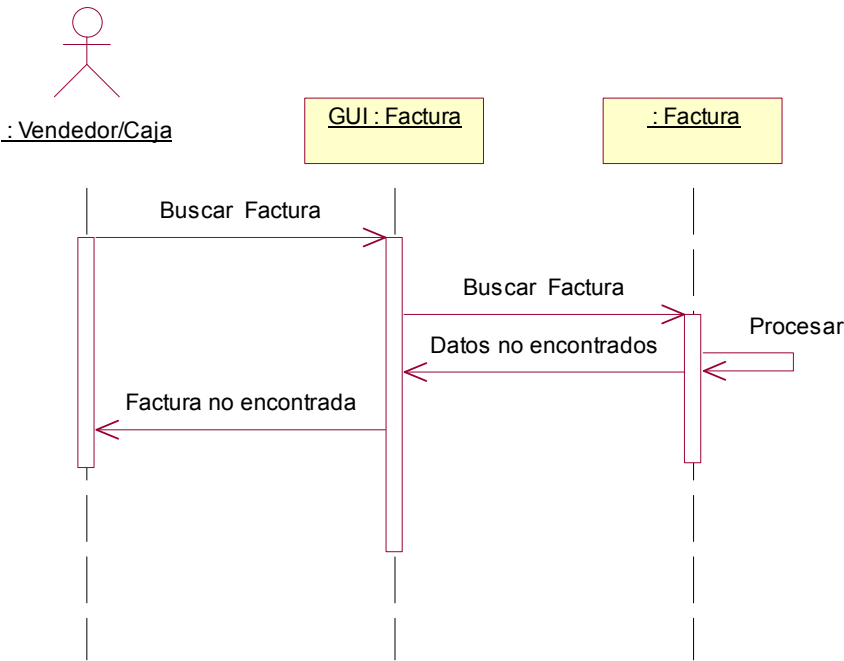 : Vendedor/Caja
GUI : Factura
: Factura
Buscar Factura
Buscar Factura
Procesar
Datos no encontrados
Factura no encontrada